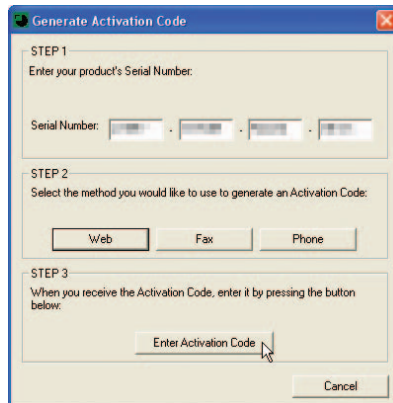 Generate Activation Code
STEP 1
Enter your product's Serial Number:
Serial Number: . . .
STEP 2
Select the method you would like to use to generate an Activation Code:
Web Fax Phone
STEP 3
When you receive the Activation Code, enter it by pressing the button
below:
Enter Activation Code
Cancel